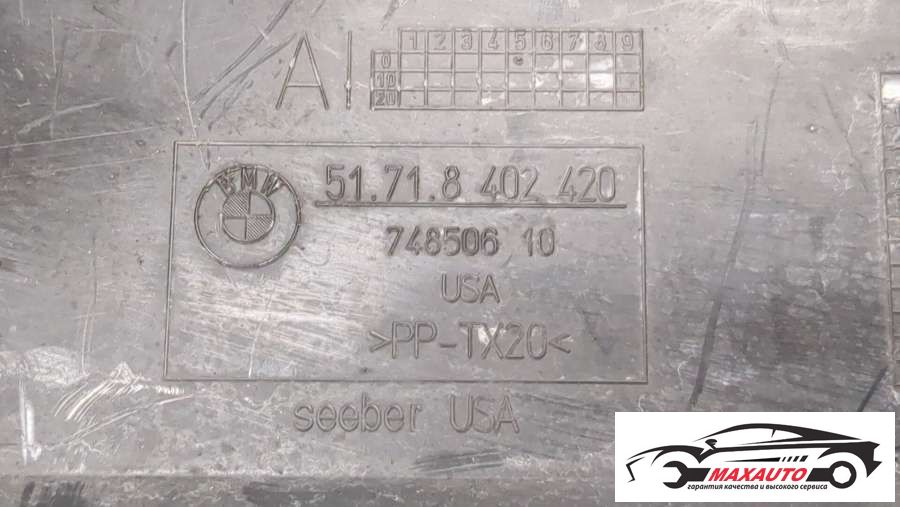 A
1 2 3 4 5 6 7 8 9
0
10
20
BMW
51.71.8 402 420
748506 10
USA
>PP-TX20<
seeber USA
MAXAUTO
гарантия качества и высокого сервиса